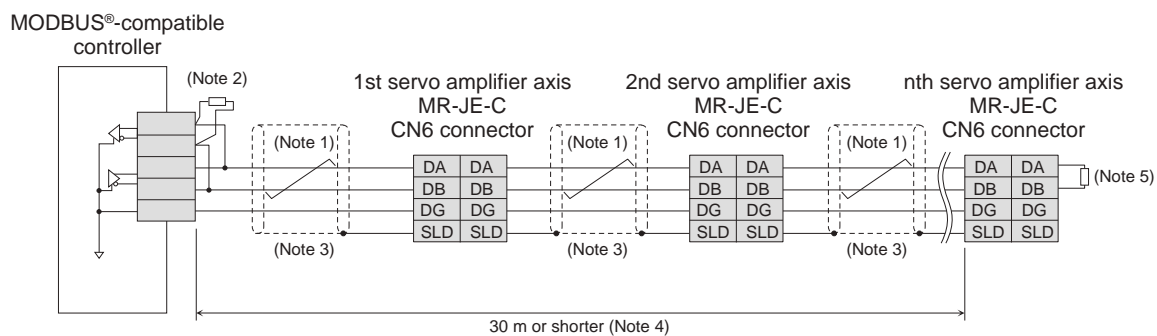 MODBUS®-compatible
controller
(Note 2)
1st servo amplifier axis
MR-JE-C
CN6 connector
2nd servo amplifier axis
MR-JE-C
CN6 connector
nth servo amplifier axis
MR-JE-C
CN6 connector
(Note 1)
(Note 1)
(Note 1)
DA DA
DB DB
DG DG
SLD SLD
DA DA
DB DB
DG DG
SLD SLD
DA DA
DB DB
DG DG
SLD SLD
(Note 5)
(Note 3)
(Note 3)
(Note 3)
30 m or shorter (Note 4)